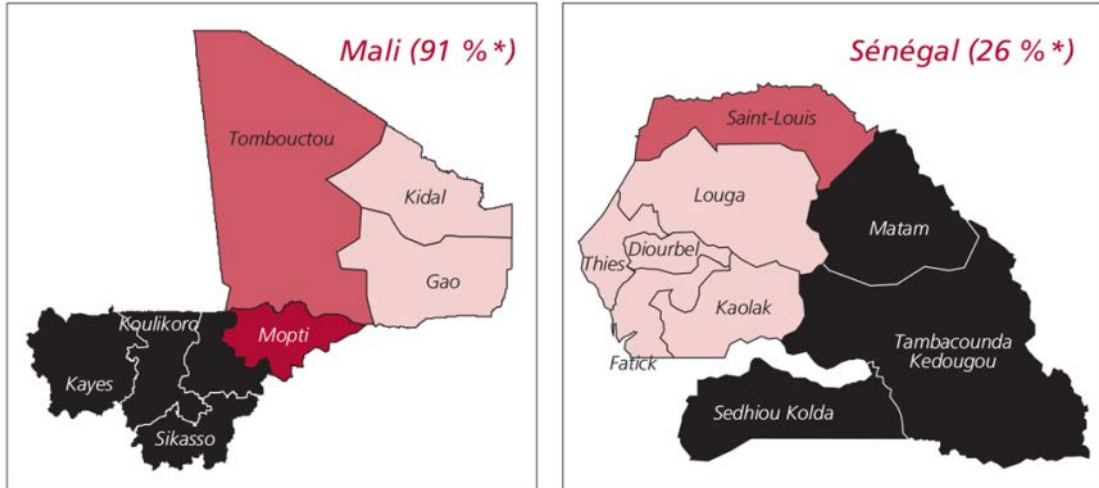 Mali (91 %*)
Tombouctou
Kidal
Gao
Koulikoro
Mopti
Kayes
Sikasso
Sénégal (26 %*)
Saint-Louis
Louga
Matam
Diourbel
Thies
Kaolak
Tambacounda
Kedougou
Fatick
Sedhiou Kolda